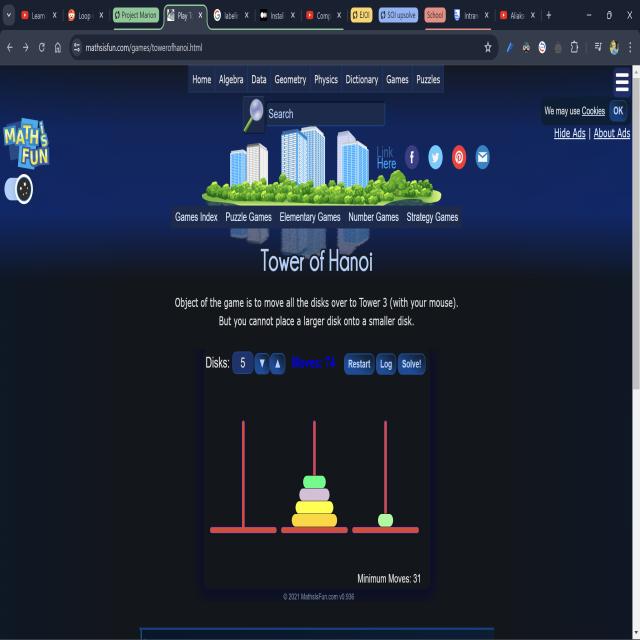 Learn
Loop
Project Marion
Play T
labelii
Instal
Comp
EJOI
SOI upsolve
School
Intran
Aliaks
mathsisfun.com/games/towerofhanoi.html
Home Algebra Data Geometry Physics Dictionary Games Puzzles
Search
We may use Cookies OK
Hide Ads | About Ads
MATHS
FUN
Link
Here
Games Index Puzzle Games Elementary Games Number Games Strategy Games
Tower of Hanoi
Object of the game is to move all the disks over to Tower 3 (with your mouse).
But you cannot place a larger disk onto a smaller disk.
Disks: 5 Moves: 74 Restart Log Solve!
Minimum Moves: 31
© 2021 MathsIsFun.com v0.936